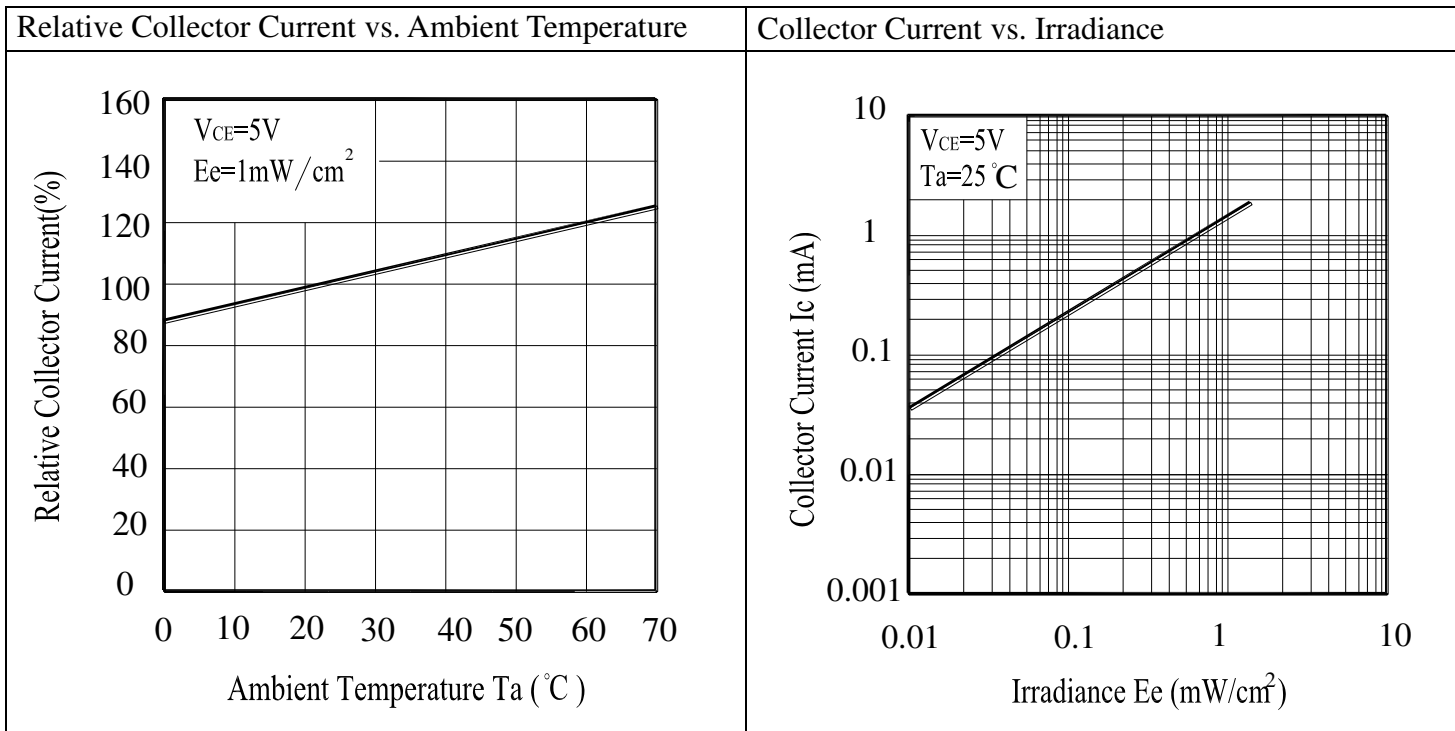 Relative Collector Current vs. Ambient Temperature
VCE=5V
Ee=1mW/cm²
Relative Collector Current(%)
160
140
120
100
80
60
40
20
0
0 10 20 30 40 50 60 70
Ambient Temperature Ta ( °C )
Collector Current vs. Irradiance
VCE=5V
Ta=25 °C
Collector Current Ic (mA)
10
1
0.1
0.01
0.001
0.01 0.1 1 10
Irradiance Ee (mW/cm²)